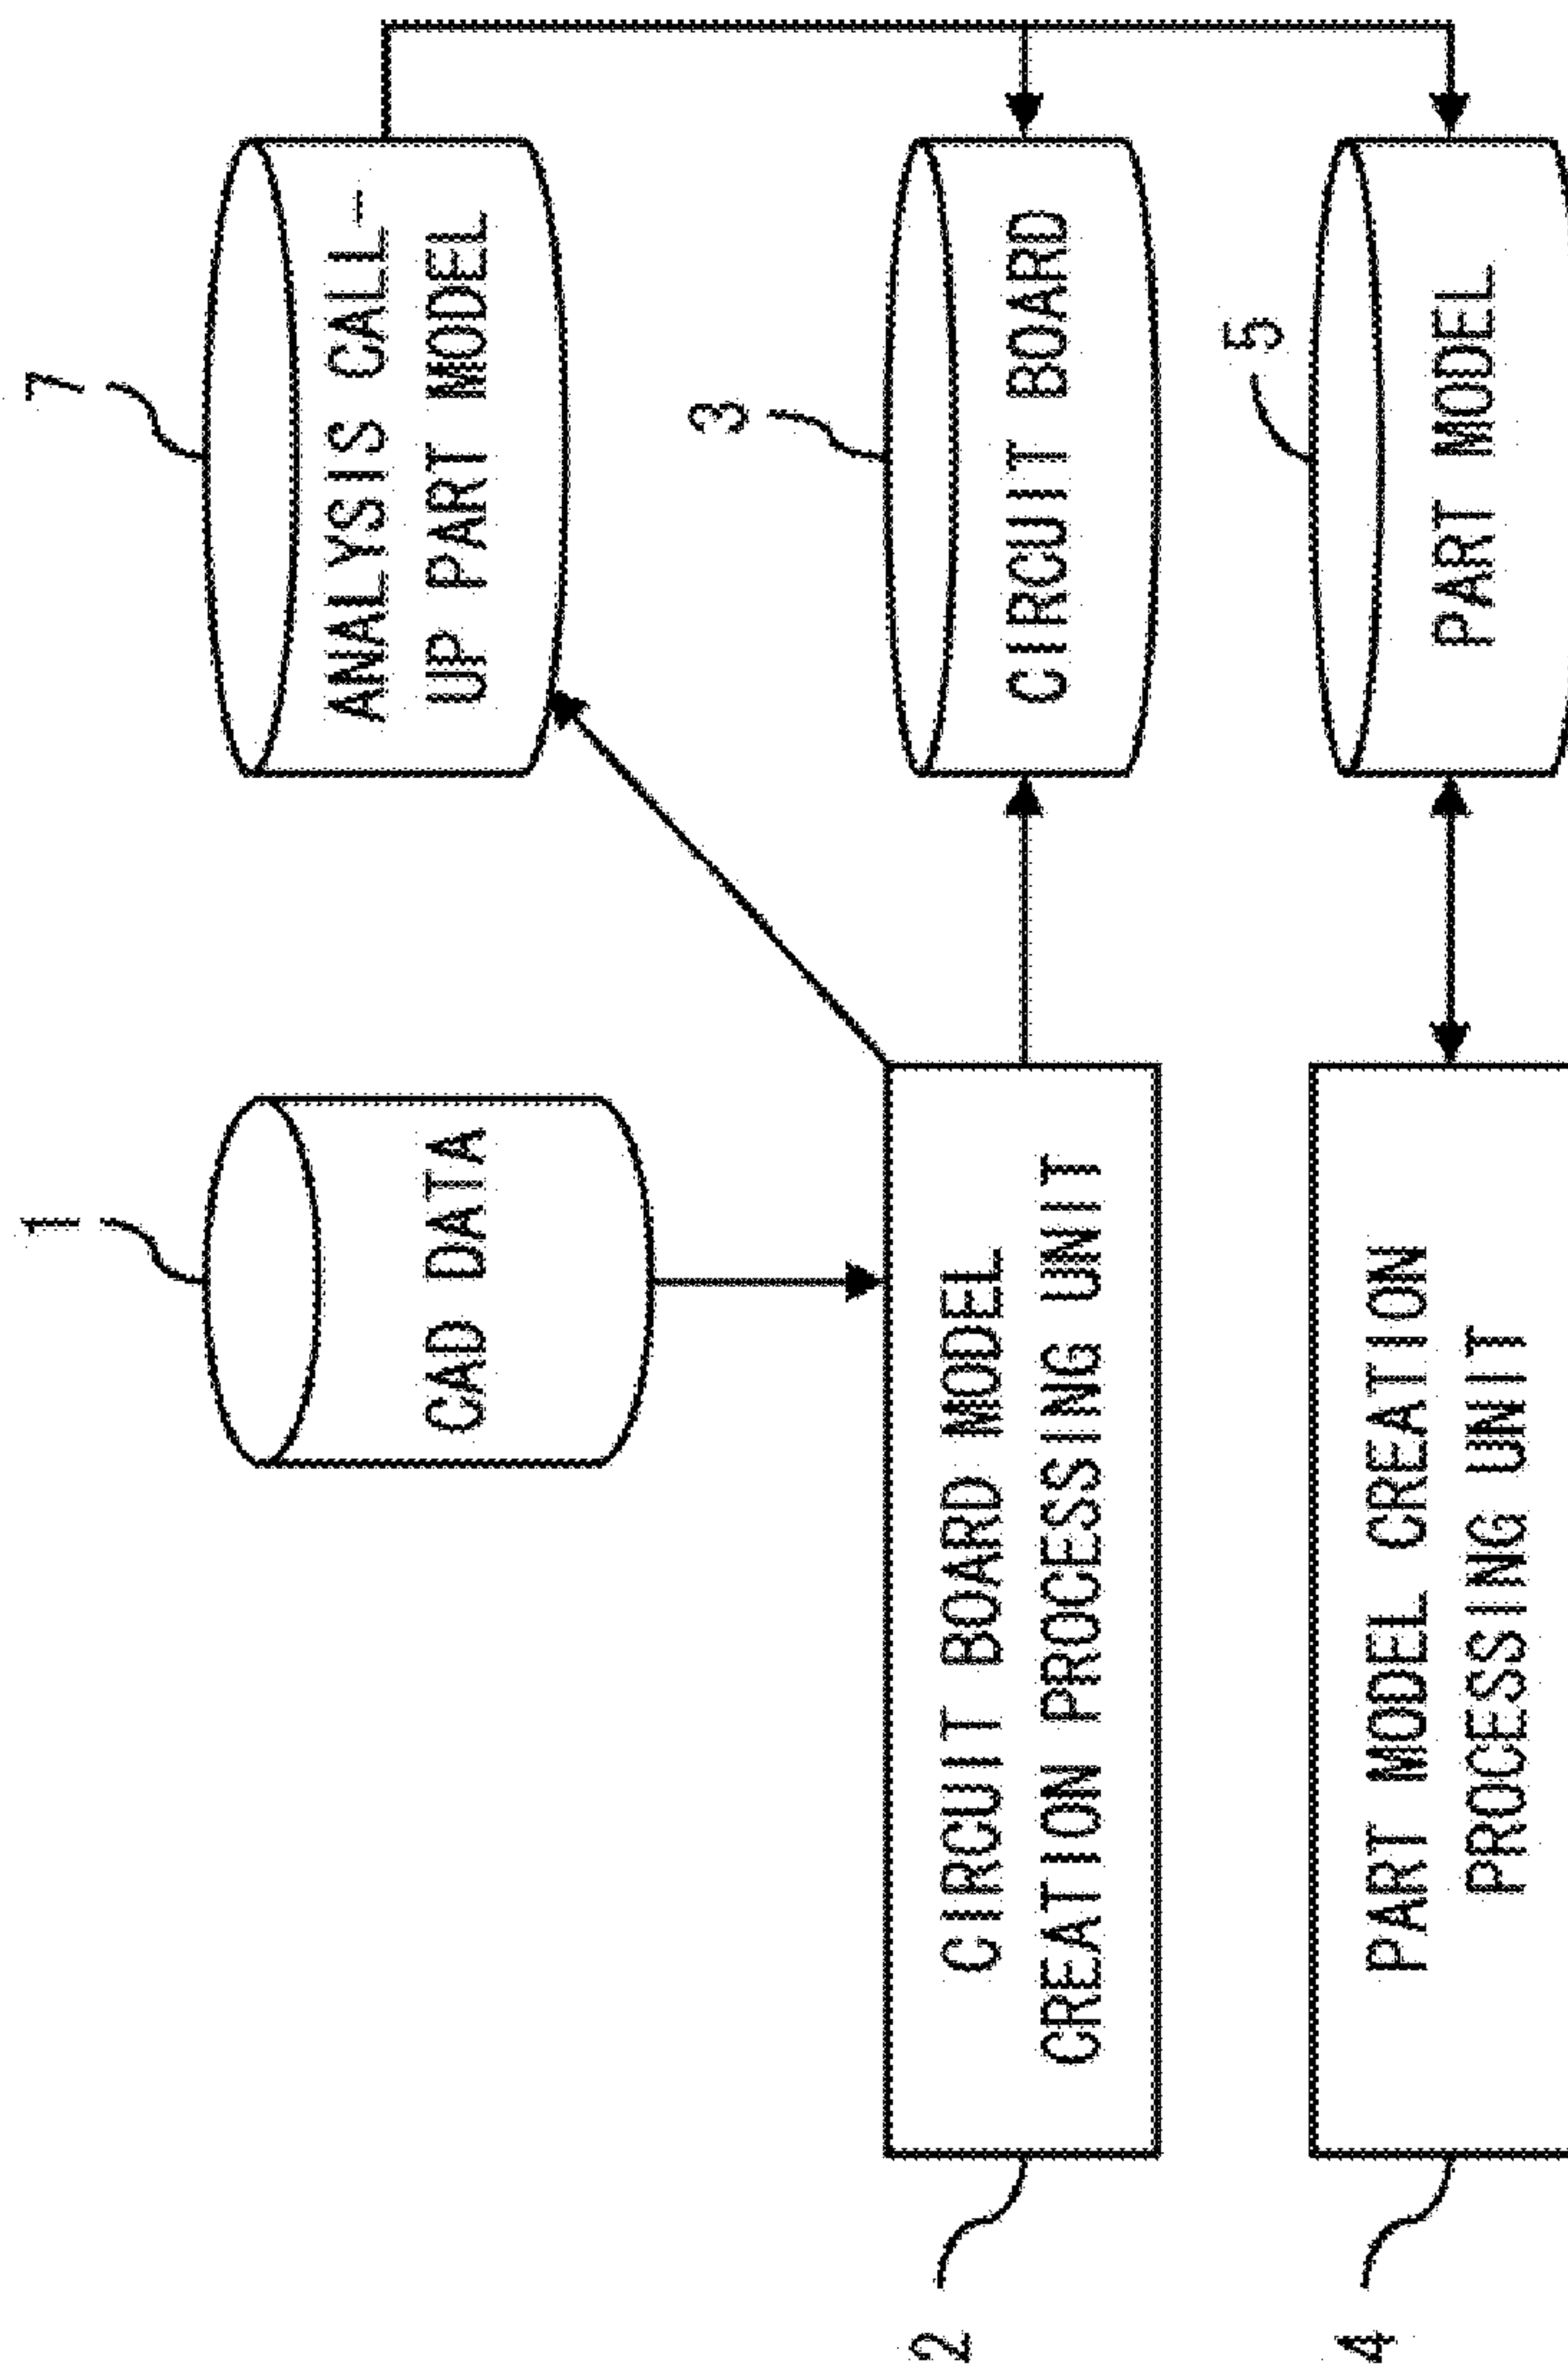 1
CAD DATA
7
ANALYSIS CALL-
UP PART MODEL
2
CIRCUIT BOARD MODEL
CREATION PROCESSING UNIT
3
CIRCUIT BOARD
4
PART MODEL CREATION
PROCESSING UNIT
5
PART MODEL